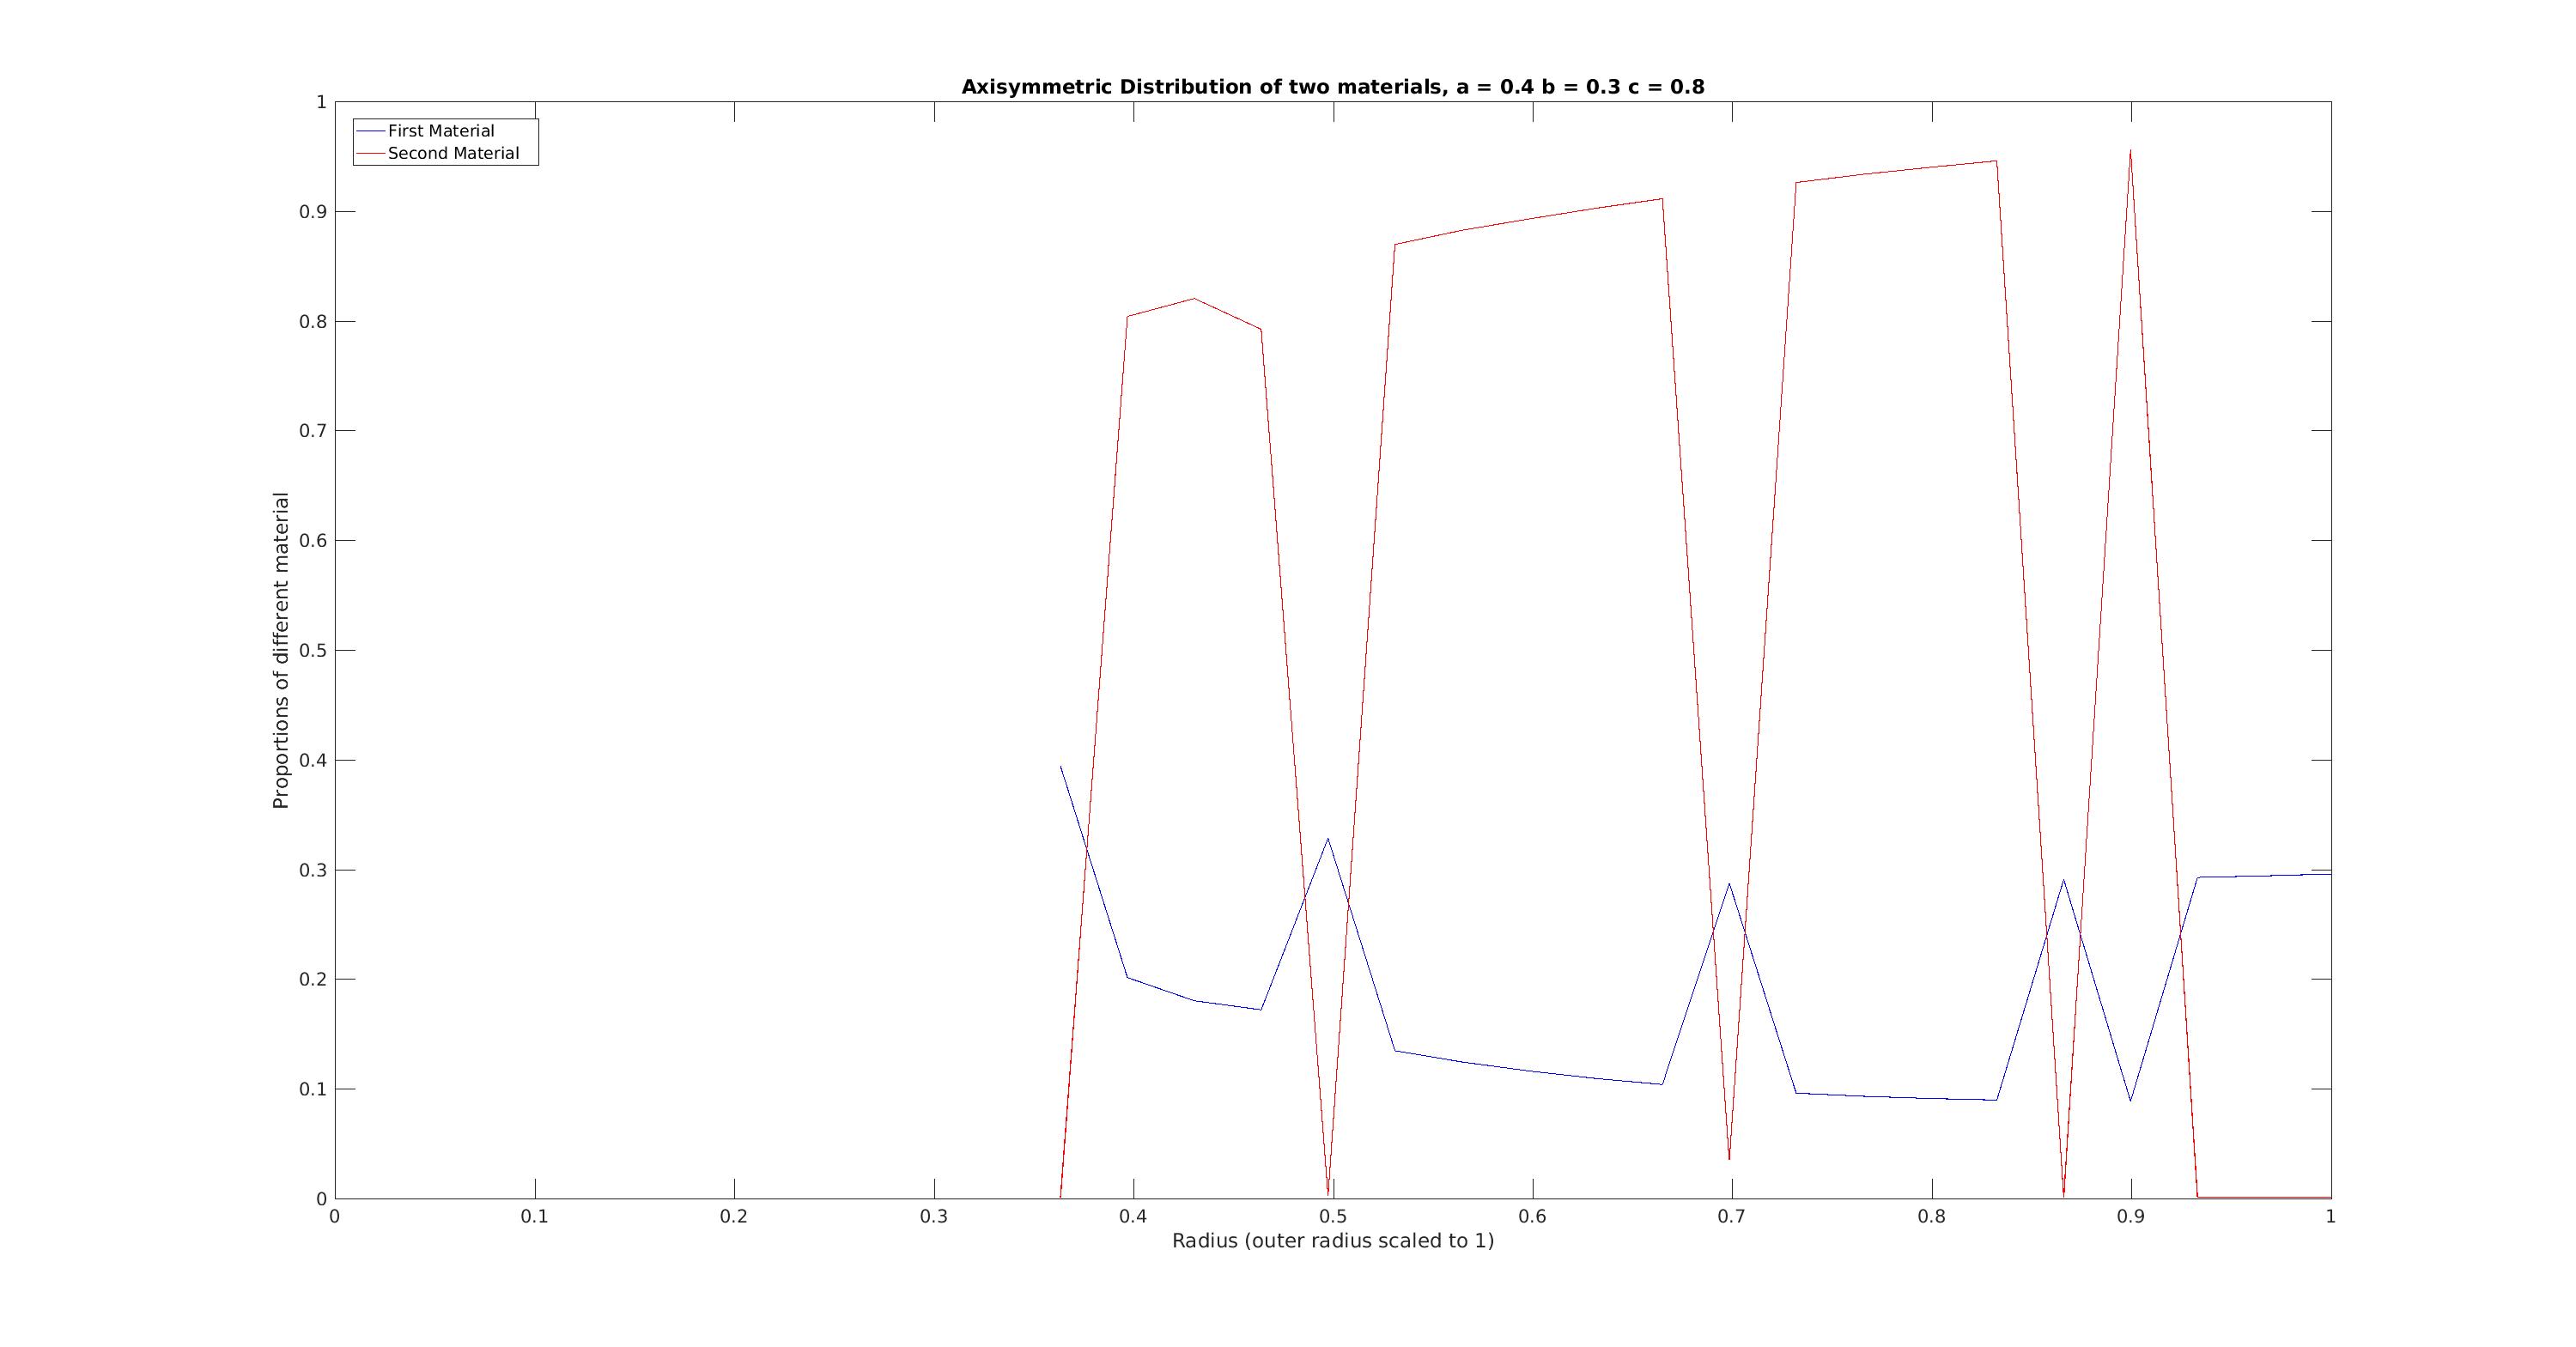 Axisymmetric Distribution of two materials, a = 0.4 b = 0.3 c = 0.8
First Material
Second Material
Proportions of different material
1
0.9
0.8
0.7
0.6
0.5
0.4
0.3
0.2
0.1
0
0 0.1 0.2 0.3 0.4 0.5 0.6 0.7 0.8 0.9 1
Radius (outer radius scaled to 1)